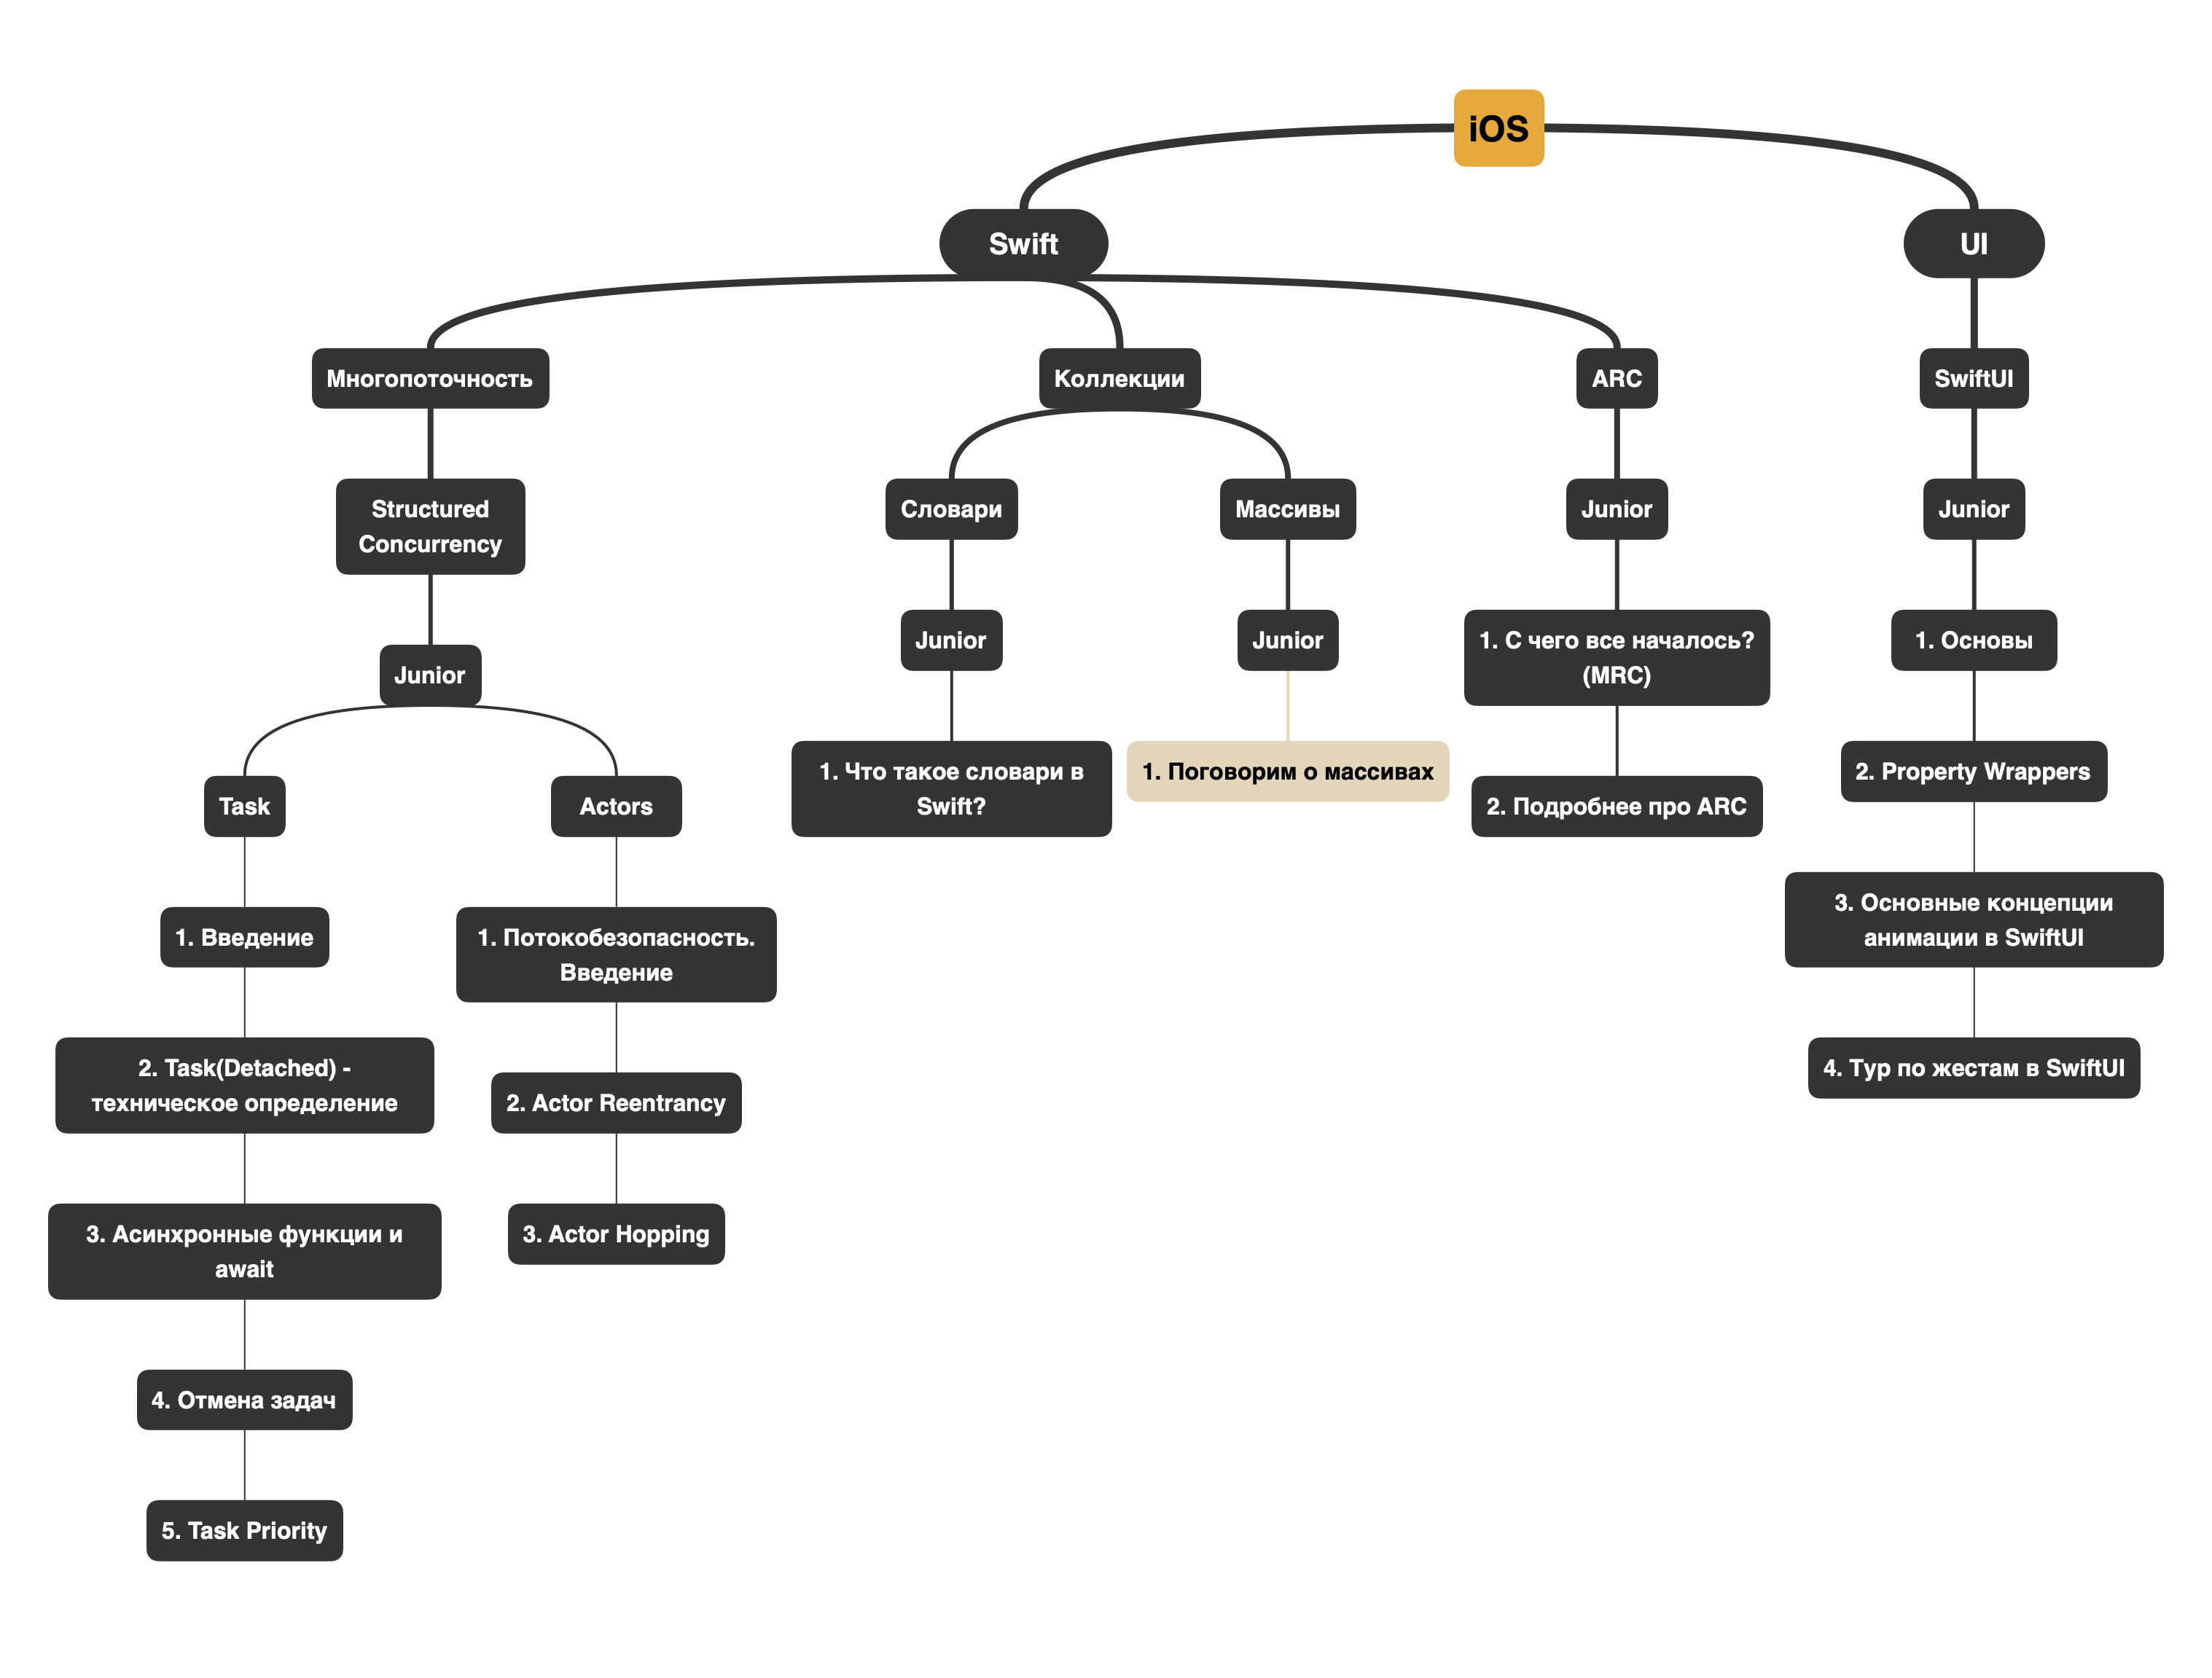 iOS
Swift
UI
Многопоточность
Коллекции
ARC
SwiftUI
Structured
Concurrency
Словари
Массивы
Junior
Junior
Junior
Junior
Junior
1. С чего все началось?
(MRC)
1. Основы
Task
Actors
1. Что такое словари в
Swift?
1. Поговорим о массивах
2. Подробнее про ARC
2. Property Wrappers
1. Введение
1. Потокобезопасность.
Введение
3. Основные концепции
анимации в SwiftUI
2. Task(Detached) -
техническое определение
2. Actor Reentrancy
4. Тур по жестам в SwiftUI
3. Асинхронные функции и
await
3. Actor Hopping
4. Отмена задач
5. Task Priority